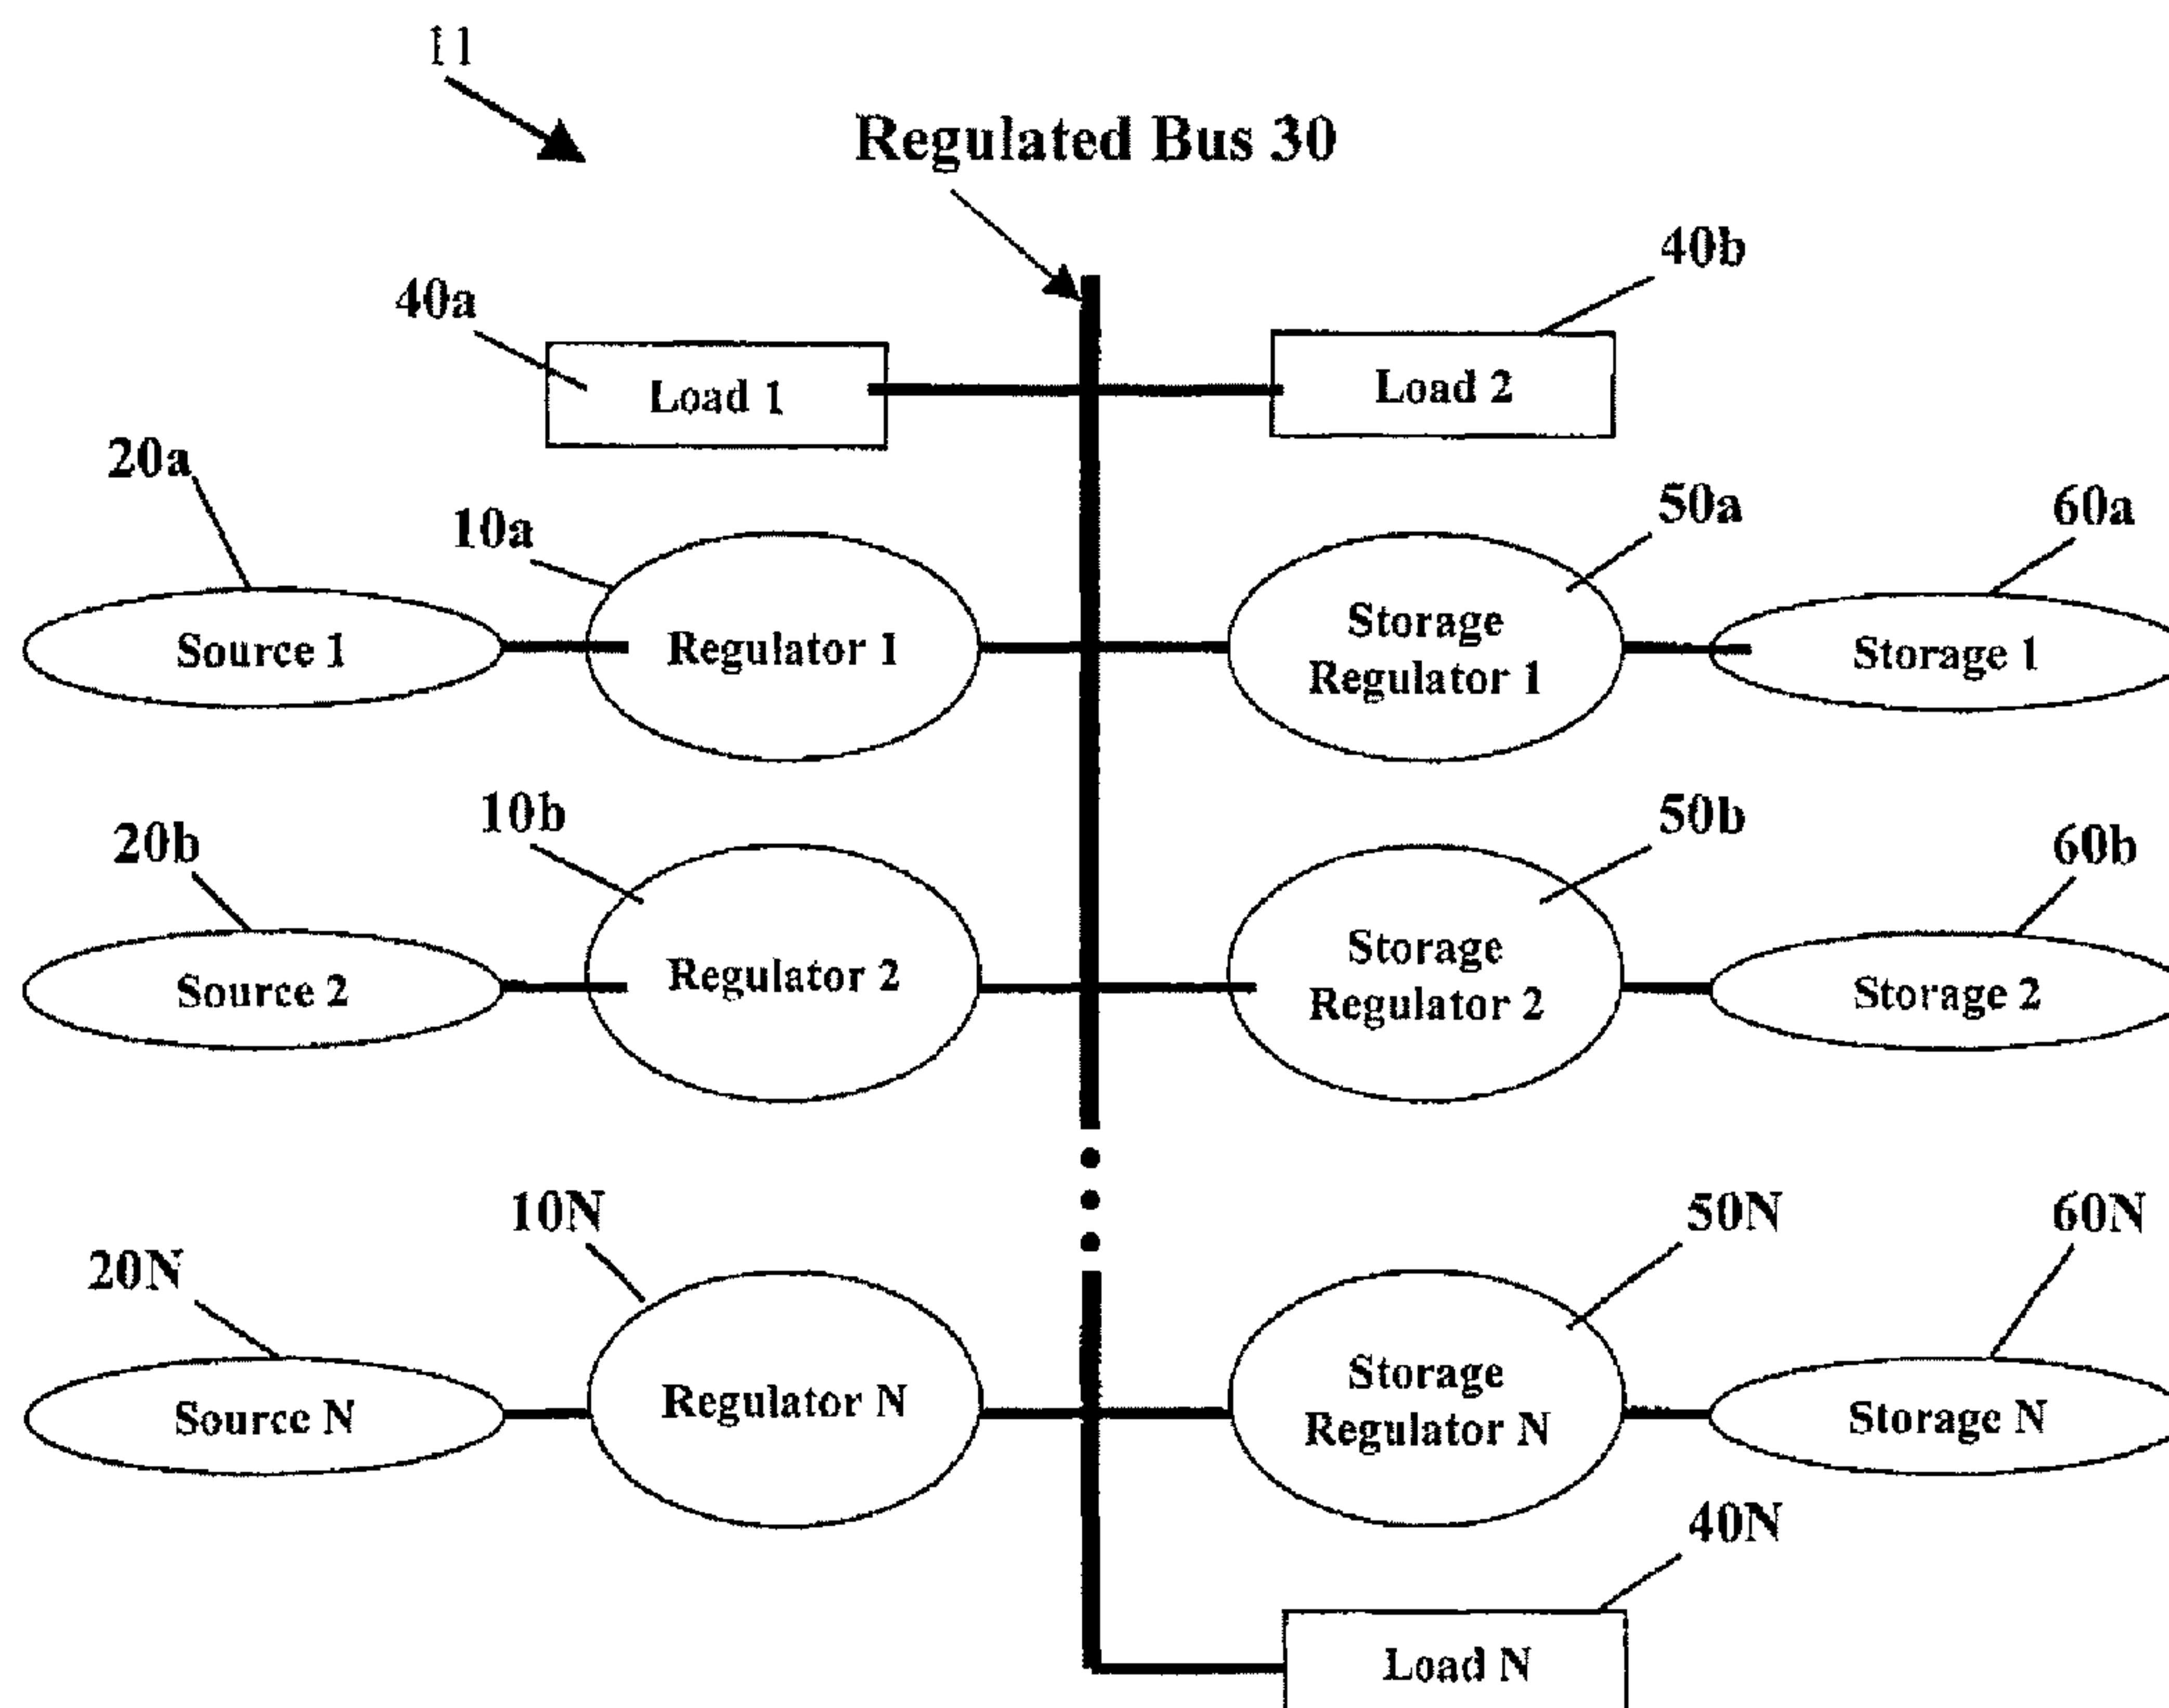 11
Regulated Bus 30
40b
40a
Load 1
Load 2
20a
10a
50a
60a
Source 1
Regulator 1
Storage
Regulator 1
Storage 1
20b
10b
50b
60b
Source 2
Regulator 2
Storage
Regulator 2
Storage 2
20N
10N
50N
60N
Source N
Regulator N
Storage
Regulator N
Storage N
40N
Load N